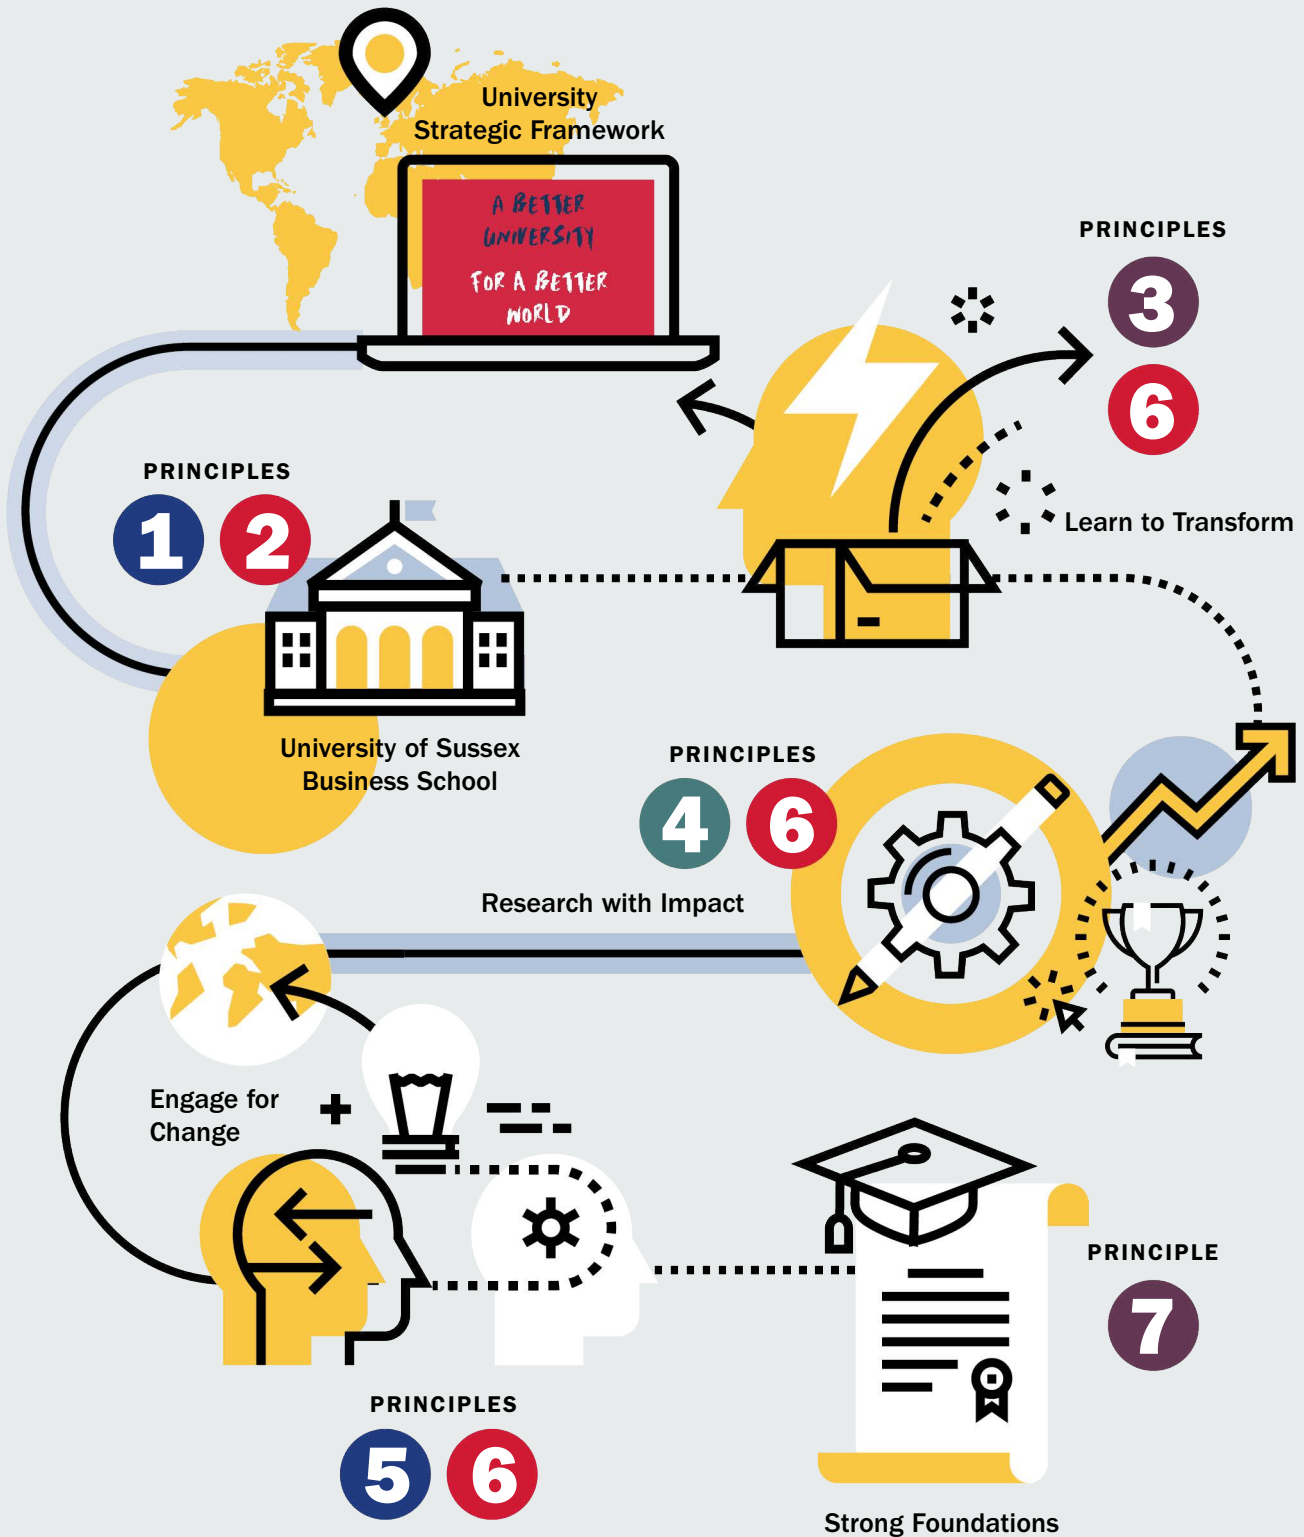 University
Strategic Framework
A BETTER
UNIVERSITY
FOR A BETTER
WORLD
PRINCIPLES
3
6
Learn to Transform
PRINCIPLES
1 2
University of Sussex
Business School
PRINCIPLES
4 6
Research with Impact
Engage for
Change
PRINCIPLES
5 6
PRINCIPLE
7
Strong Foundations